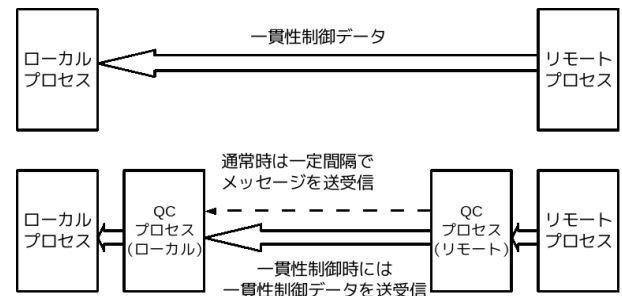 一貫性制御データ
ローカル
プロセス
リモート
プロセス
通常時は一定間隔で
メッセージを送受信
ローカル
プロセス
QC
プロセス
(ローカル)
QC
プロセス
(リモート)
リモート
プロセス
一貫性制御時には
一貫性制御データを送受信